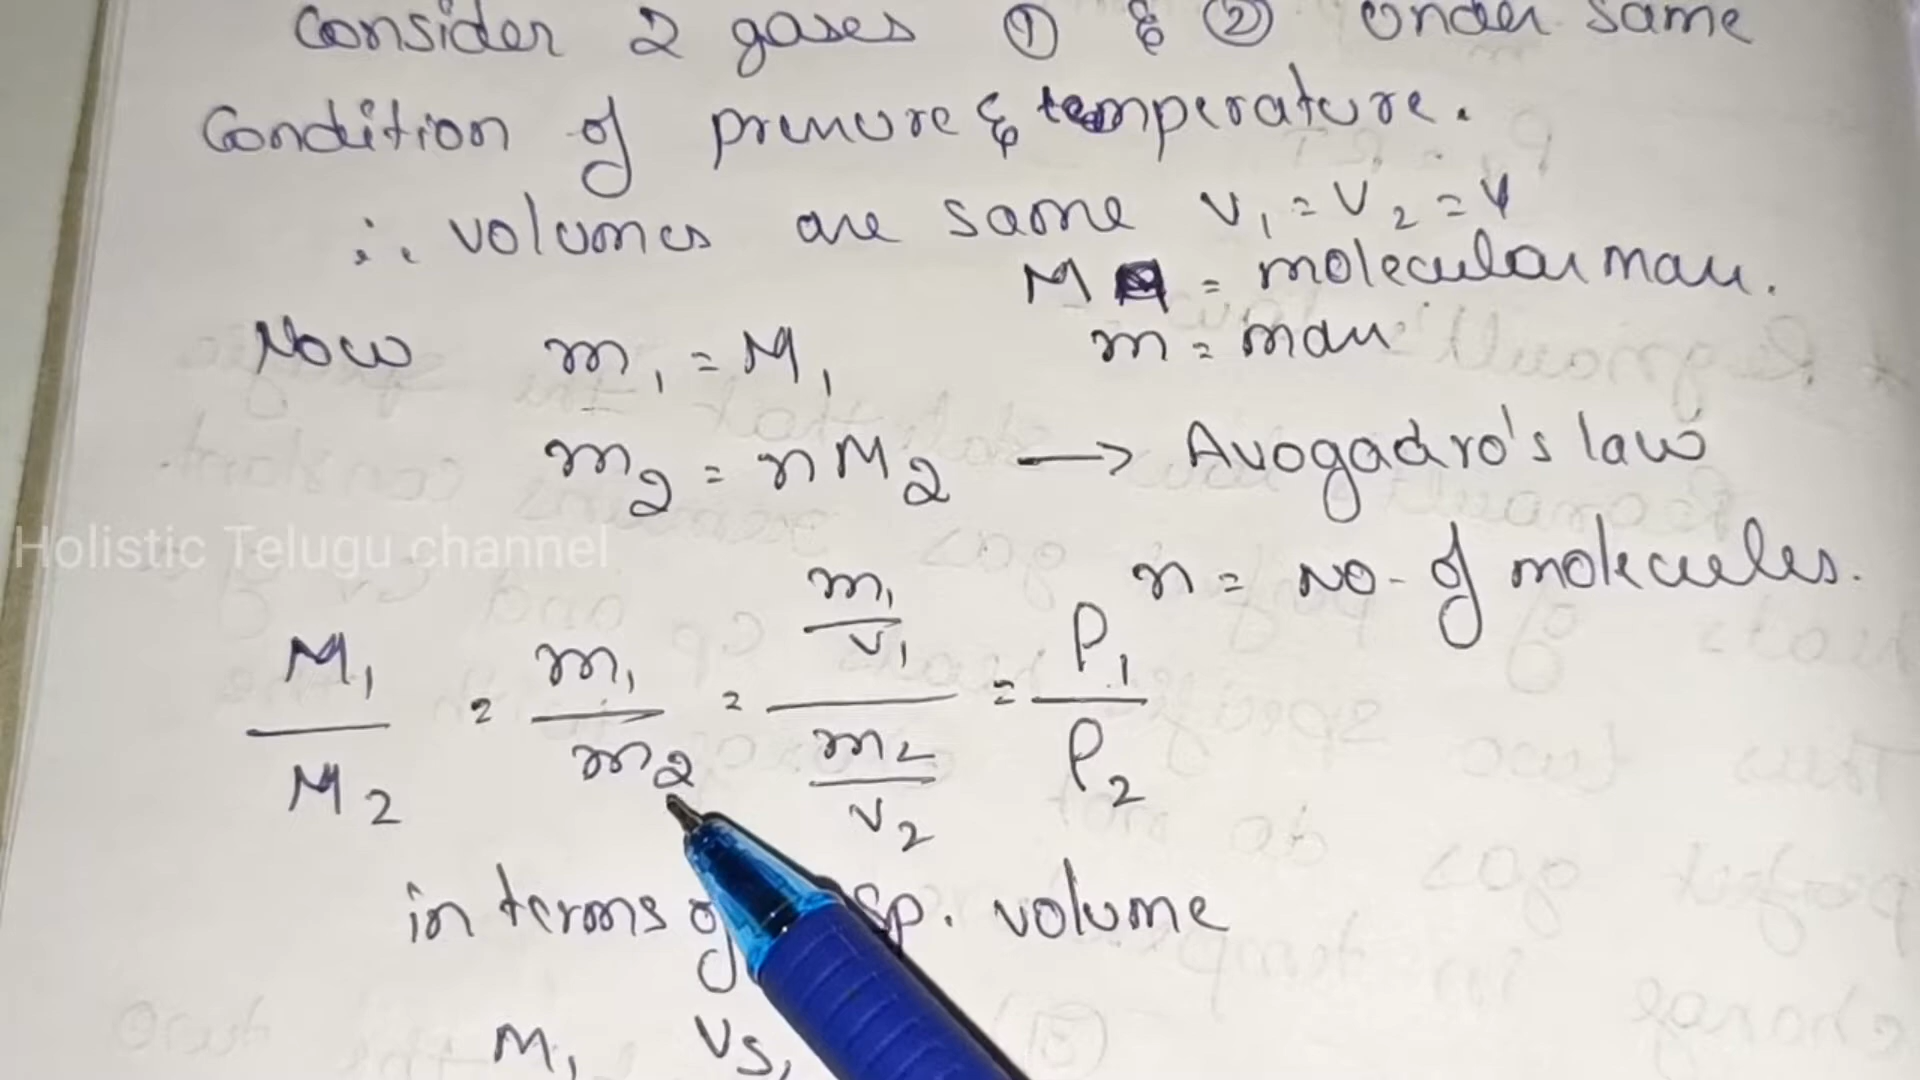 Consider 2 gases ① & ② under same
Condition of pressure & temperature.
∴ volumes are same V₁ = V₂ = V
M = molecular mass.
Now m₁ = M₁ m = mass
m₂ = nM₂ → Avogadro's law
Holistic Telugu channel
n = No. of molecules.
M₁/M₂ = m₁/m₂ = (m₁/V₁)/(m₂/V₂) = ρ₁/ρ₂
in terms of sp. volume
M₁ Vs₁